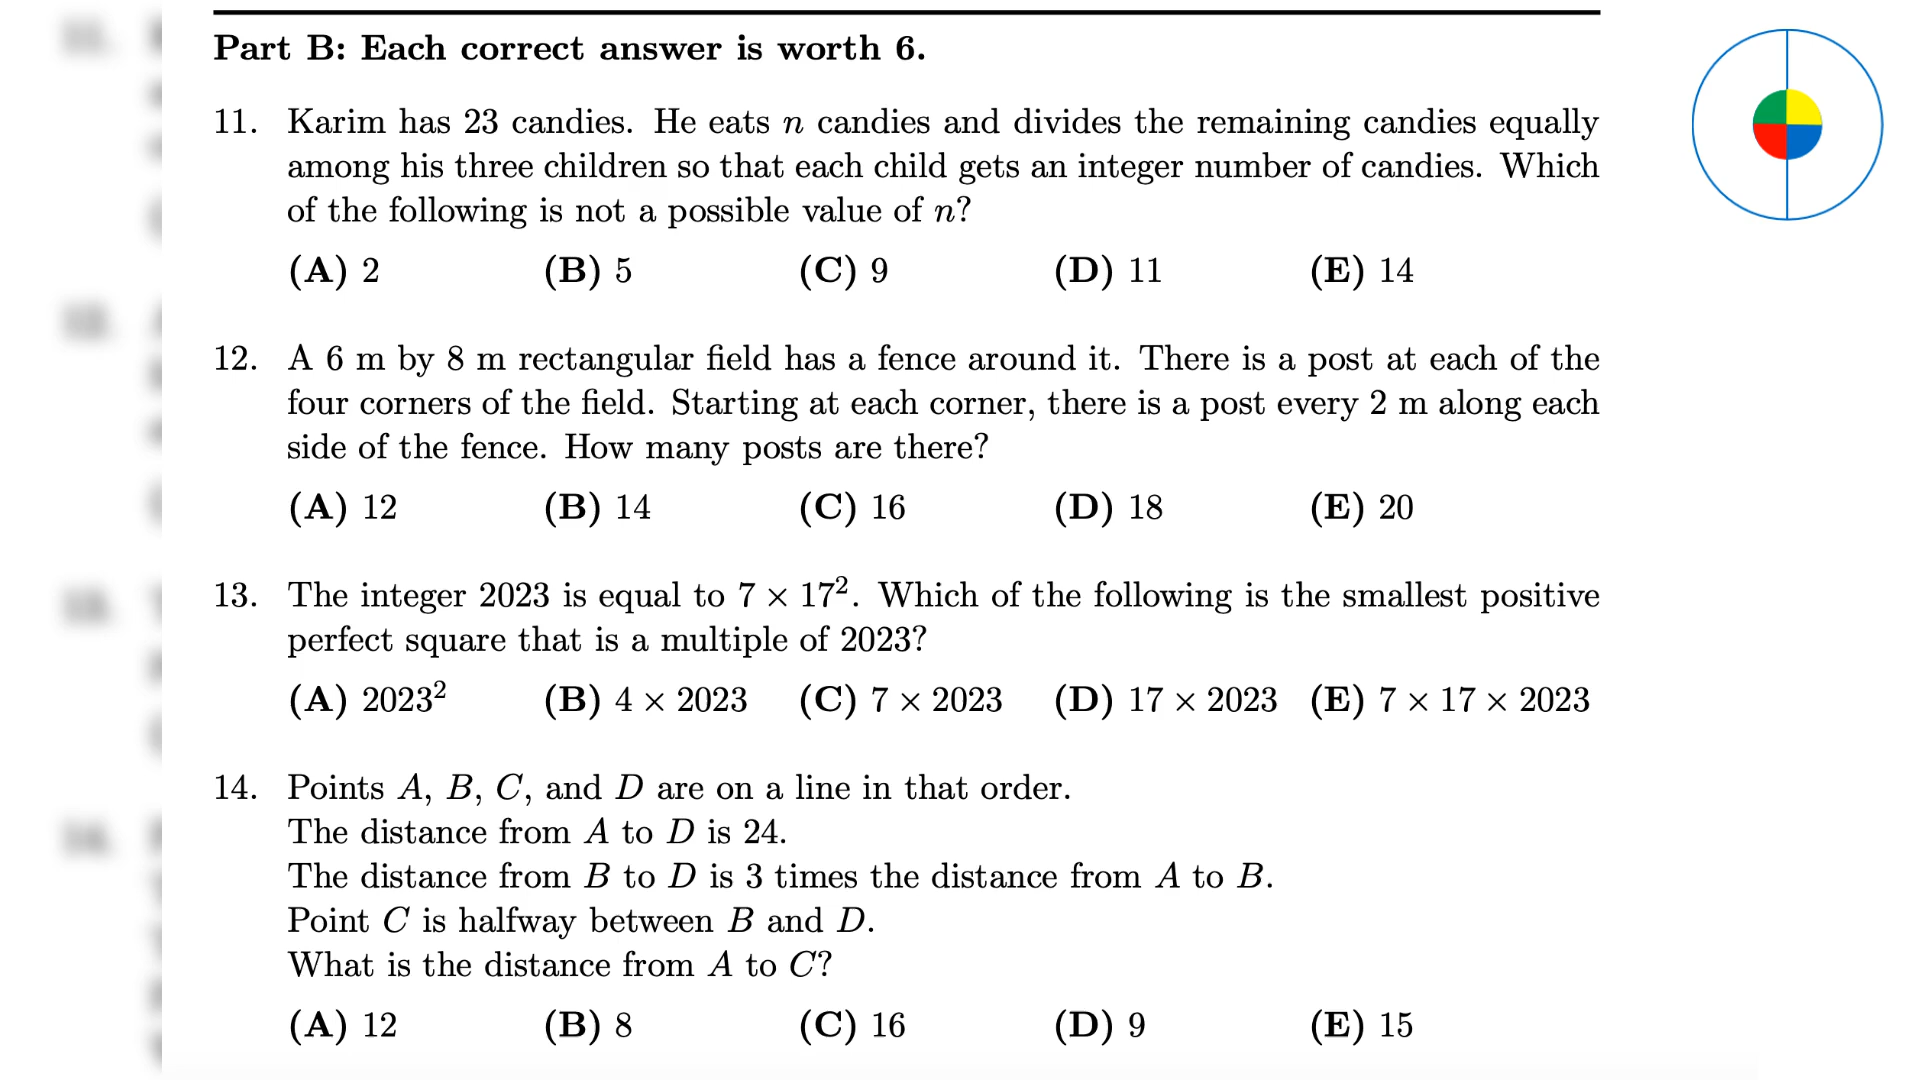 Part B: Each correct answer is worth 6.
11. Karim has 23 candies. He eats n candies and divides the remaining candies equally
among his three children so that each child gets an integer number of candies. Which
of the following is not a possible value of n?
(A) 2 (B) 5 (C) 9 (D) 11 (E) 14
12. A 6 m by 8 m rectangular field has a fence around it. There is a post at each of the
four corners of the field. Starting at each corner, there is a post every 2 m along each
side of the fence. How many posts are there?
(A) 12 (B) 14 (C) 16 (D) 18 (E) 20
13. The integer 2023 is equal to 7 × 17². Which of the following is the smallest positive
perfect square that is a multiple of 2023?
(A) 2023² (B) 4 × 2023 (C) 7 × 2023 (D) 17 × 2023 (E) 7 × 17 × 2023
14. Points A, B, C, and D are on a line in that order.
The distance from A to D is 24.
The distance from B to D is 3 times the distance from A to B.
Point C is halfway between B and D.
What is the distance from A to C?
(A) 12 (B) 8 (C) 16 (D) 9 (E) 15